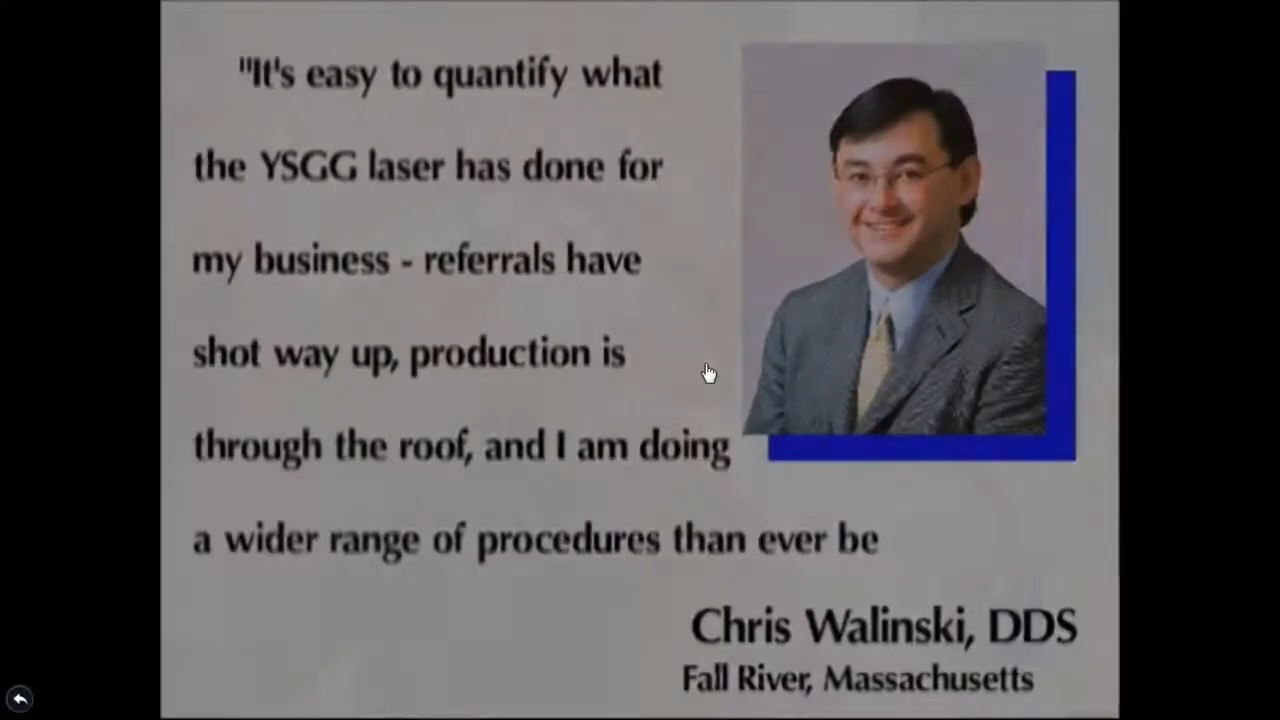 "It's easy to quantify what
the YSGG laser has done for
my business - referrals have
shot way up, production is
through the roof, and I am doing
a wider range of procedures than ever be
Chris Walinski, DDS
Fall River, Massachusetts